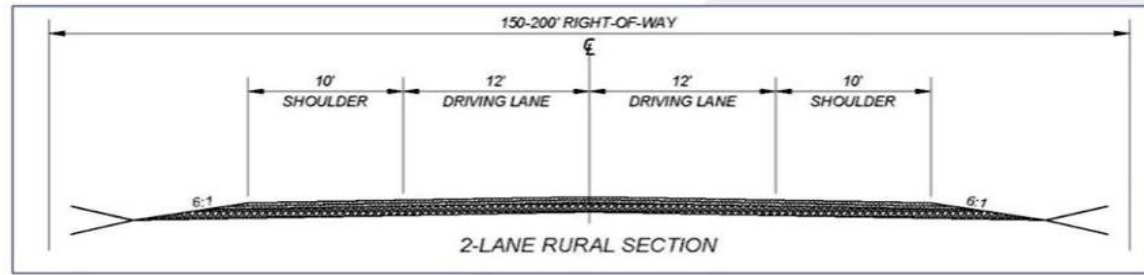 150-200' RIGHT-OF-WAY
℄
10' 12' 12' 10'
SHOULDER DRIVING LANE DRIVING LANE SHOULDER
6:1 6:1
2-LANE RURAL SECTION